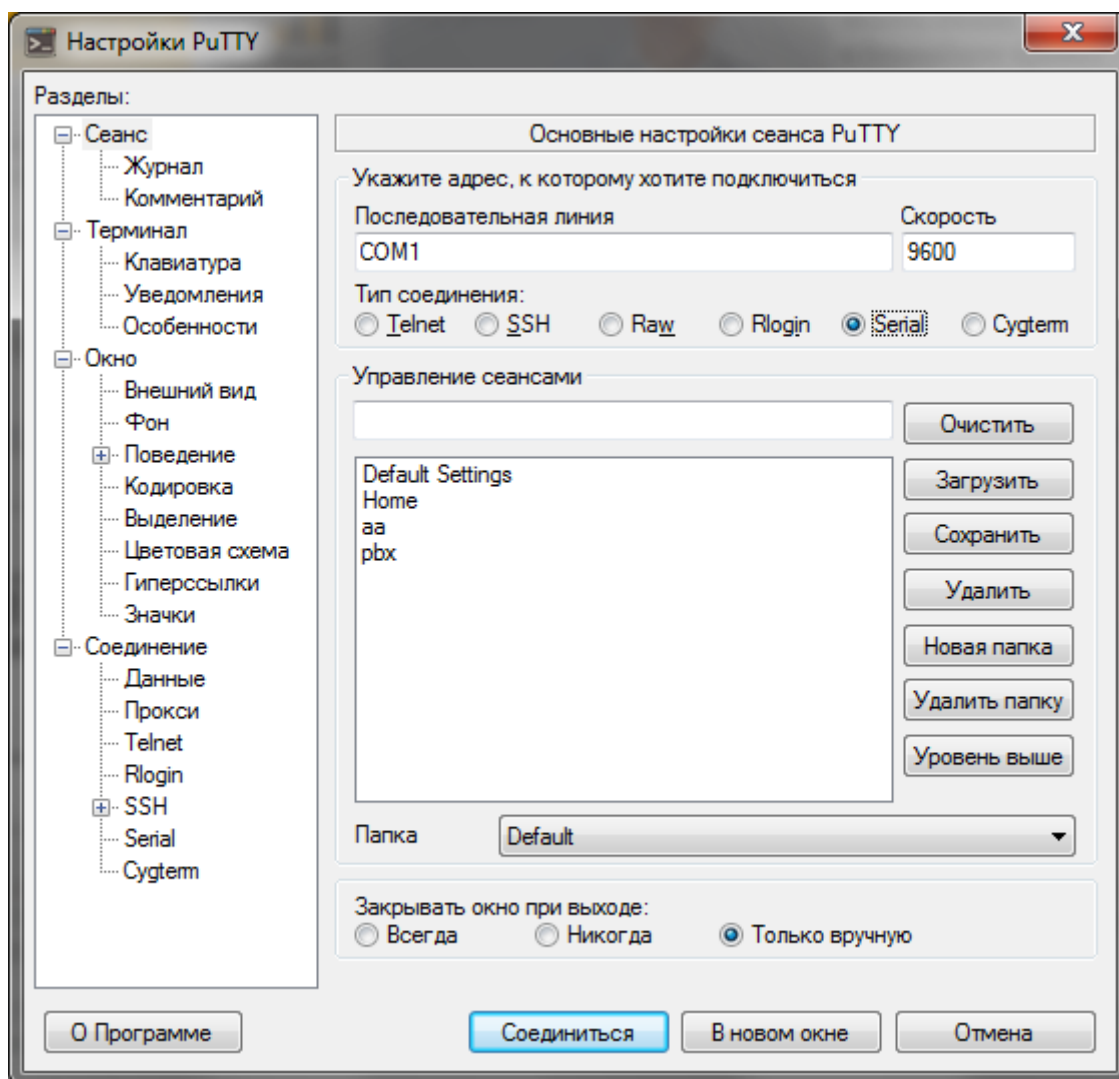 Настройки PuTTY
Разделы:
Сеанс
Журнал
Комментарий
Терминал
Клавиатура
Уведомления
Особенности
Окно
Внешний вид
Фон
Поведение
Кодировка
Выделение
Цветовая схема
Гиперссылки
Значки
Соединение
Данные
Прокси
Telnet
Rlogin
SSH
Serial
Cygterm
Основные настройки сеанса PuTTY
Укажите адрес, к которому хотите подключиться
Последовательная линия Скорость
COM1 9600
Тип соединения:
Telnet SSH Raw Rlogin Serial Cygterm
Управление сеансами
Очистить
Default Settings
Home
aa
pbx
Загрузить
Сохранить
Удалить
Новая папка
Удалить папку
Уровень выше
Папка Default
Закрывать окно при выходе:
Всегда Никогда Только вручную
О Программе Соединиться В новом окне Отмена